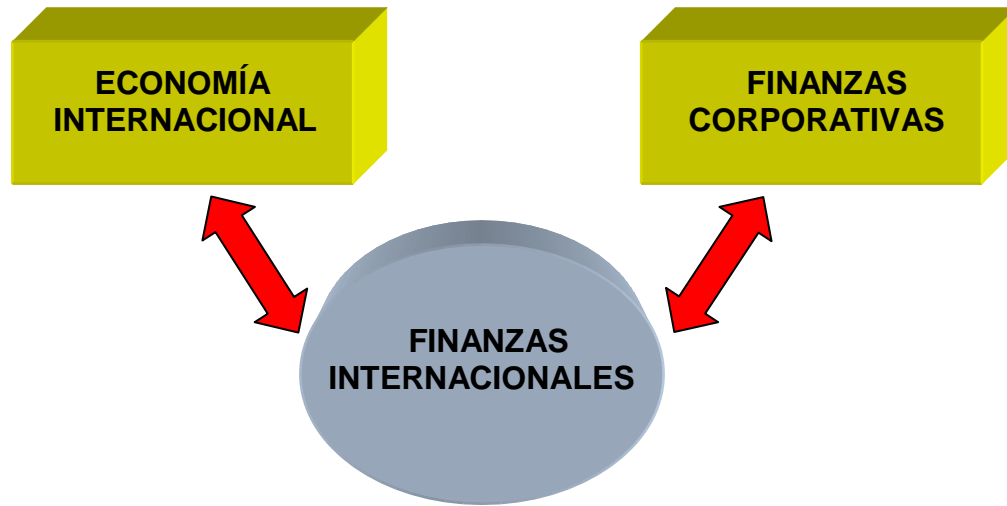 ECONOMÍA
INTERNACIONAL
FINANZAS
CORPORATIVAS
FINANZAS
INTERNACIONALES